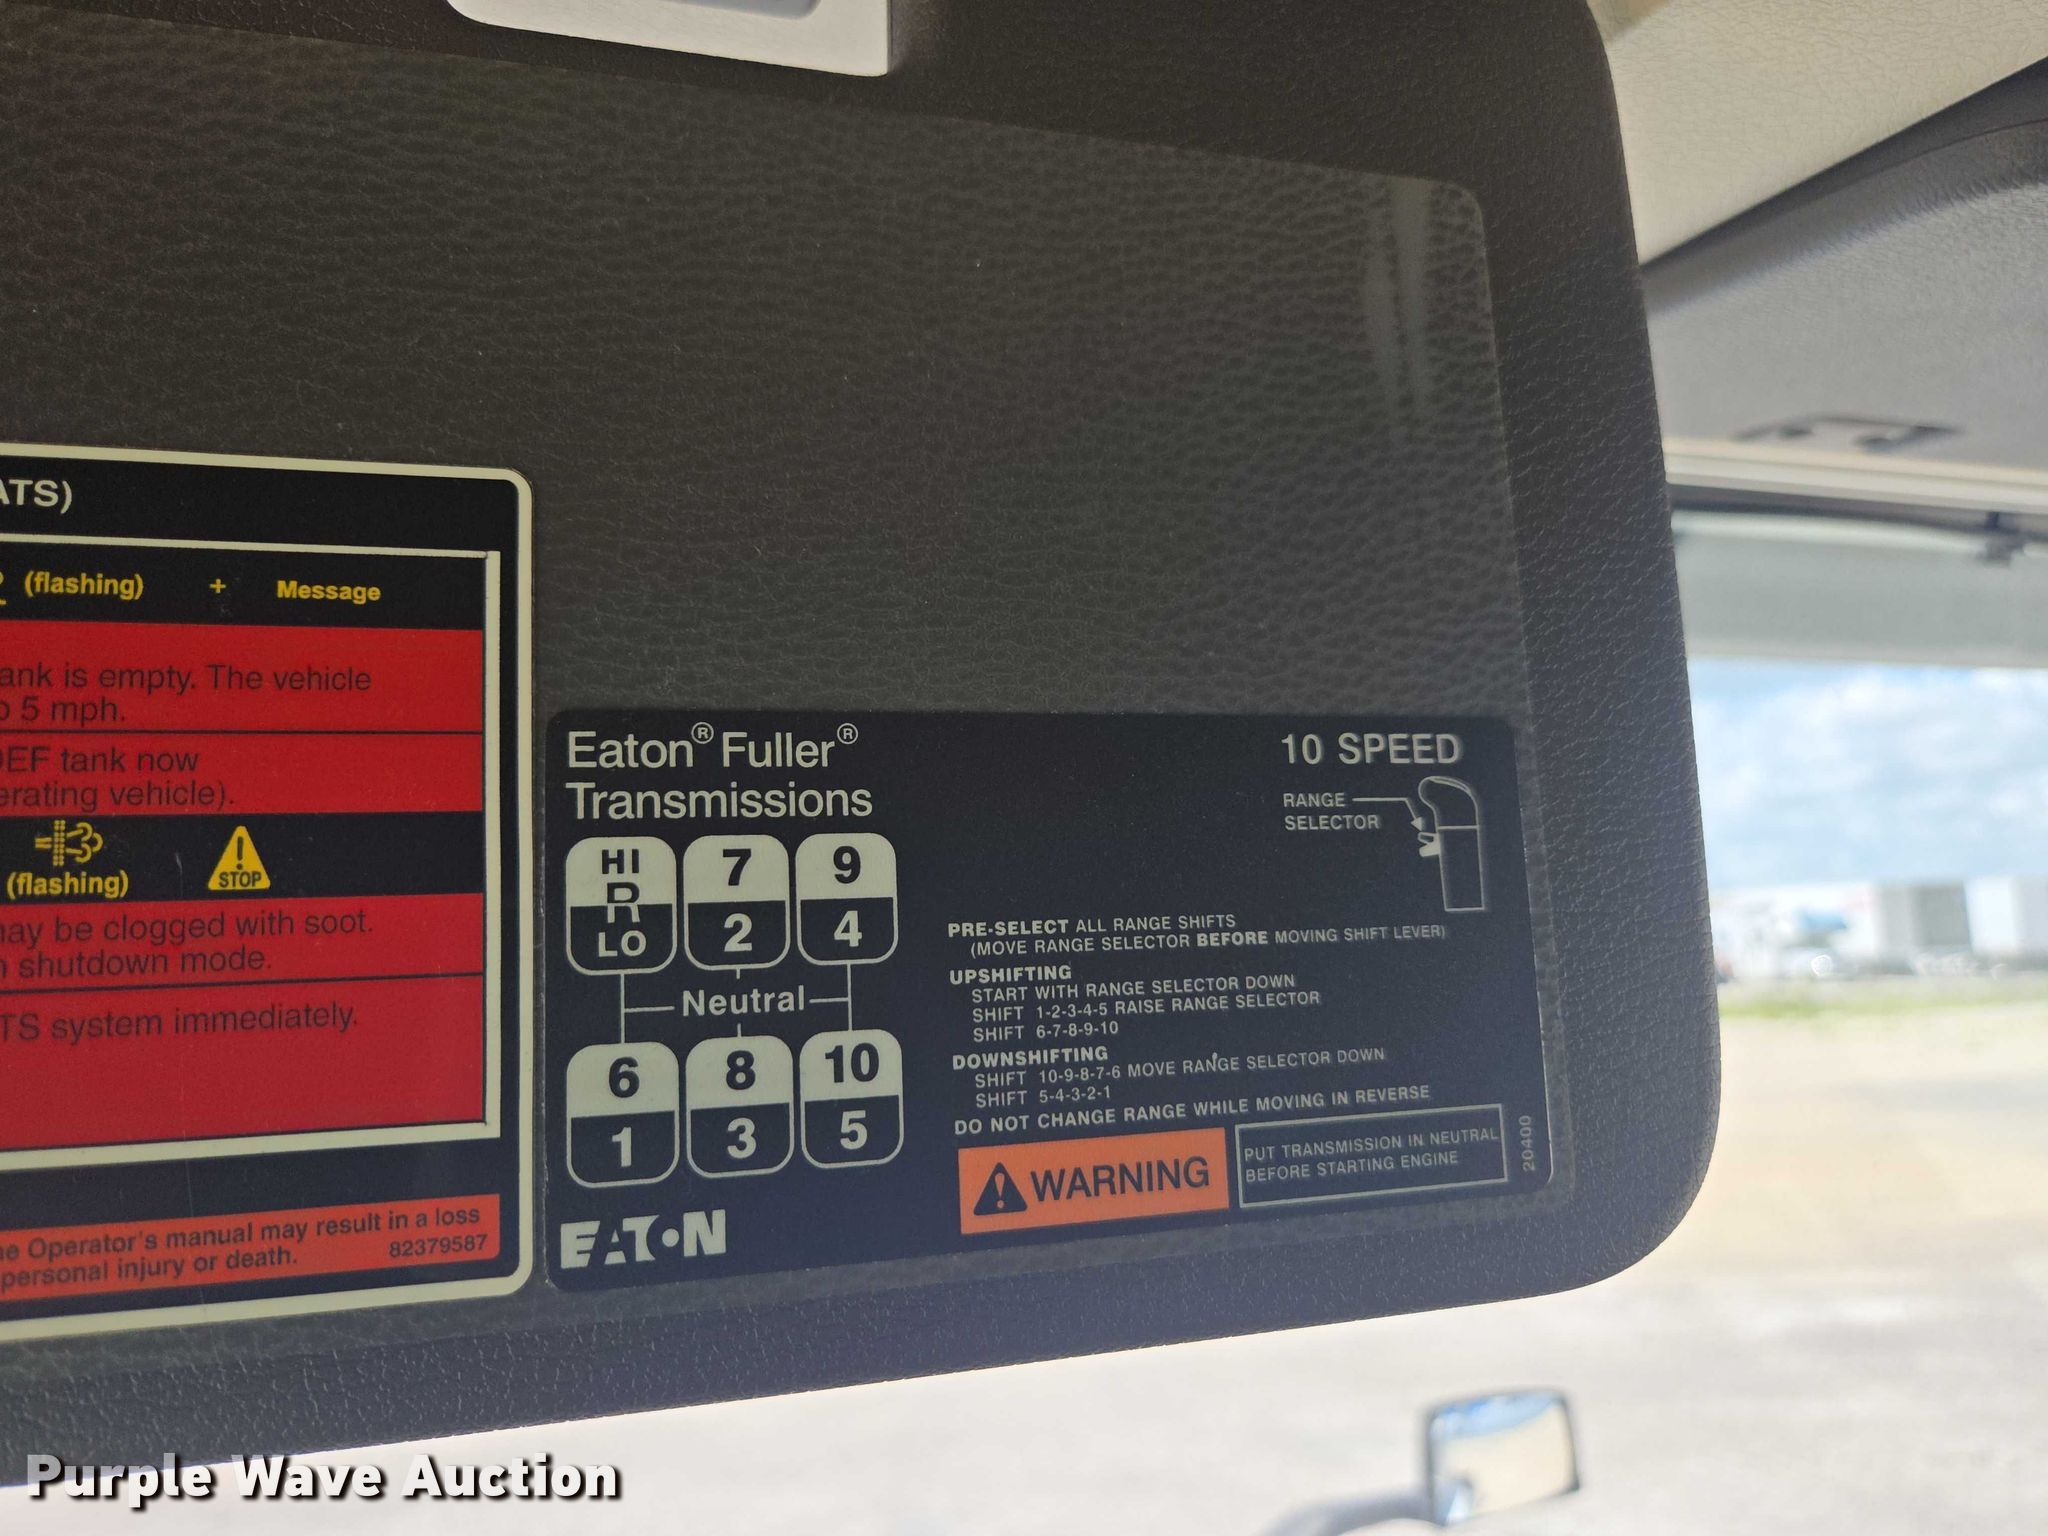 ATS)
(flashing) + Message
ank is empty. The vehicle
5 mph.
DEF tank now
erating vehicle).
STOP
(flashing)
may be clogged with soot.
shutdown mode.
TS system immediately.
Operator's manual may result in a loss
personal injury or death. 82379587
Eaton® Fuller®
Transmissions
10 SPEED
RANGE
SELECTOR
HI 7 9
R
LO 2 4
Neutral
6 8 10
1 3 5
PRE-SELECT ALL RANGE SHIFTS
(MOVE RANGE SELECTOR BEFORE MOVING SHIFT LEVER)
UPSHIFTING
START WITH RANGE SELECTOR DOWN
SHIFT 1-2-3-4-5 RAISE RANGE SELECTOR
SHIFT 6-7-8-9-10
DOWNSHIFTING
SHIFT 10-9-8-7-6 MOVE RANGE SELECTOR DOWN
SHIFT 5-4-3-2-1
DO NOT CHANGE RANGE WHILE MOVING IN REVERSE
WARNING
PUT TRANSMISSION IN NEUTRAL
BEFORE STARTING ENGINE
20400
EATON
Purple Wave Auction